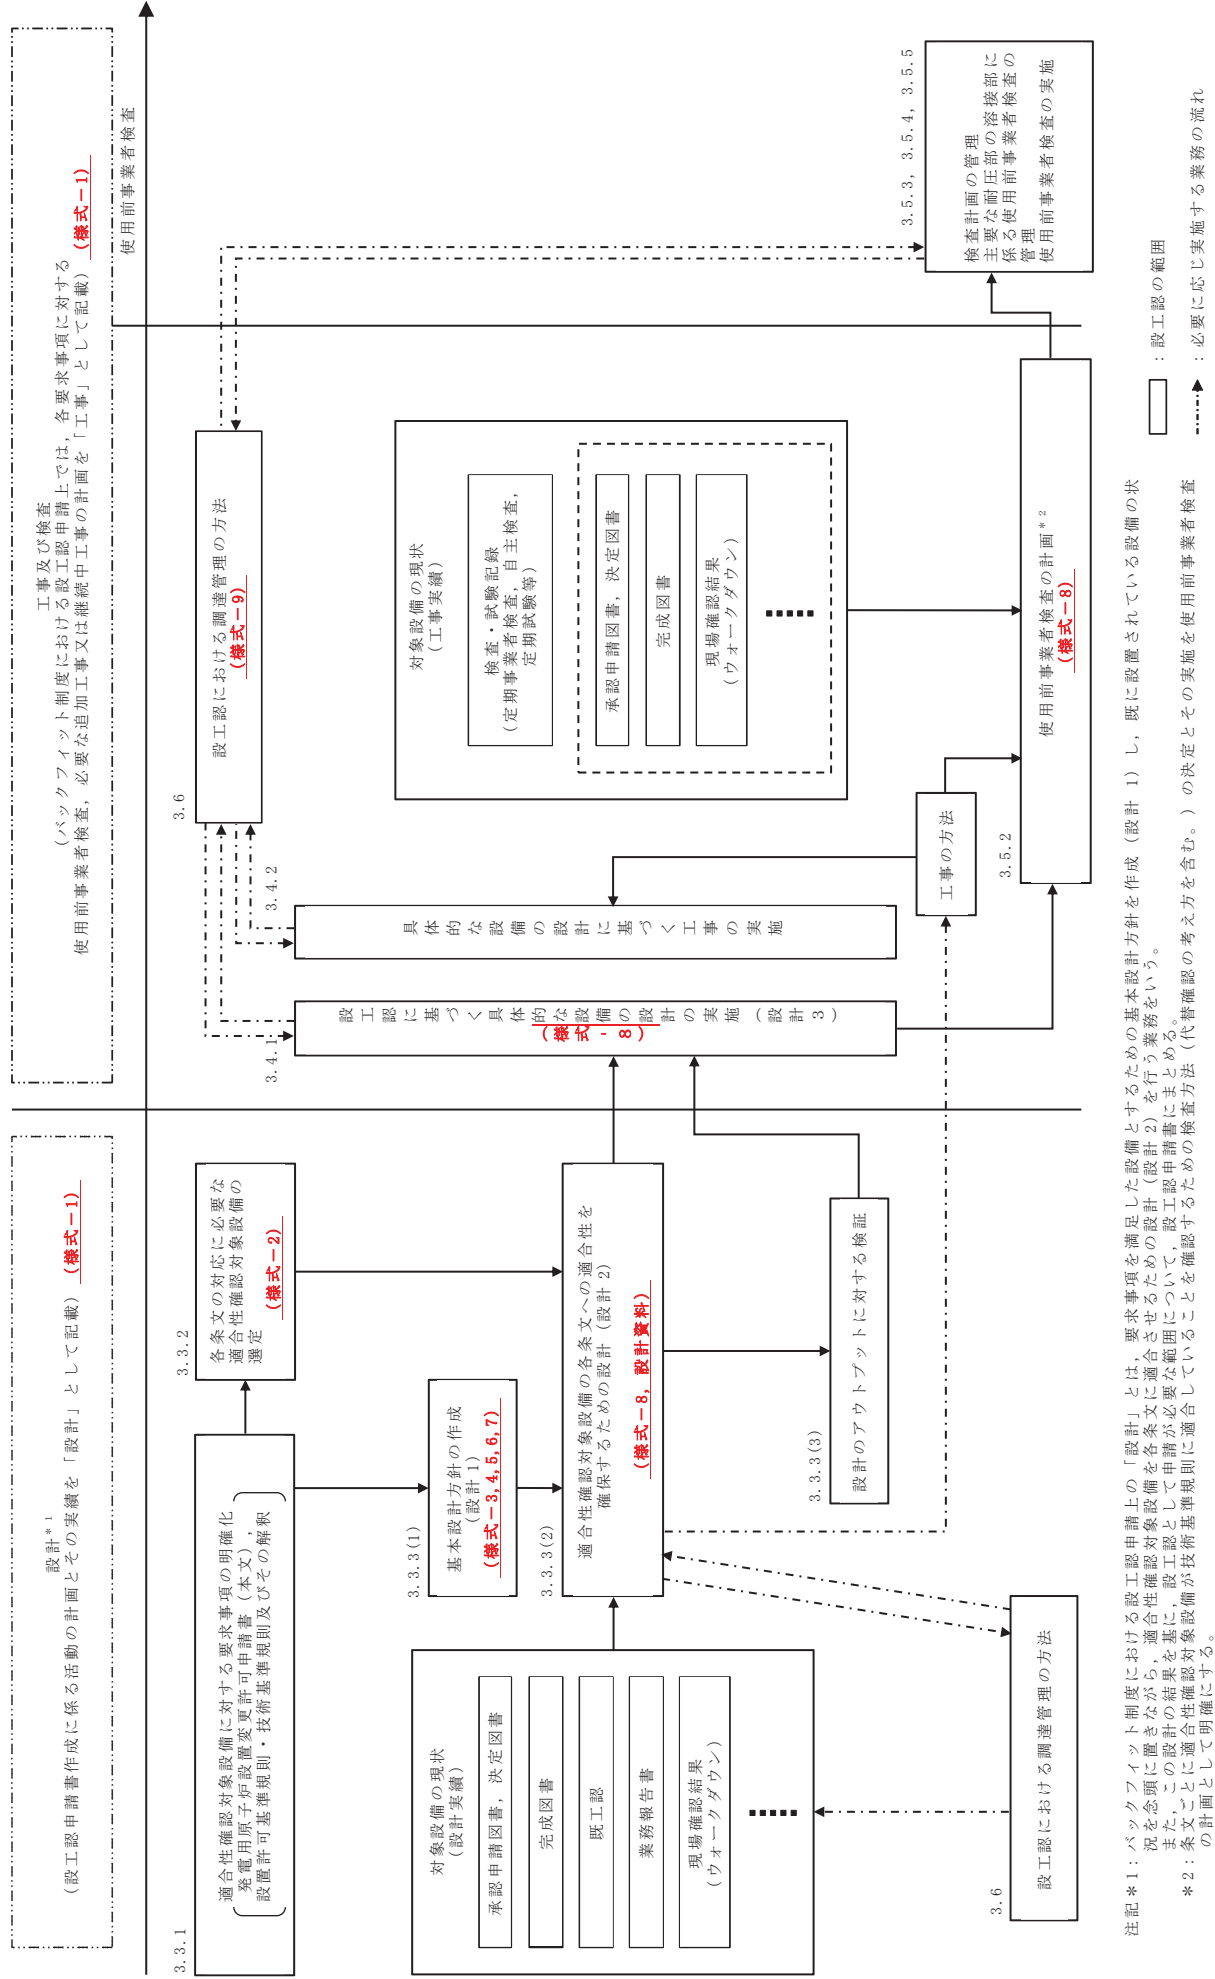 設計*1
(設工認申請書作成に係る活動の計画とその実績を「設計」として記載) (様式－1)
工事及び検査
(バックフィット制度における設工認申請上では,各要求事項に対する
使用前事業者検査,必要な追加工事又は継続中工事の計画を「工事」として記載) (様式－1)
使用前事業者検査
3.3.1
適合性確認対象設備に対する要求事項の明確化
発電用原子炉設置変更許可申請書(本文),
設置許可基準規則・技術基準規則及びその解釈
3.3.2
各条文の対応に必要な
適合性確認対象設備の
選定
(様式－2)
3.3.3(1)
基本設計方針の作成
(設計1)
(様式－3,4,5,6,7)
3.3.3(2)
適合性確認対象設備の各条文への適合性を
確保するための設計(設計2)
(様式－8, 設計資料)
3.3.3(3)
設計のアウトプットに対する検証
対象設備の現状
(設計実績)
承認申請図書,決定図書
完成図書
既工認
業務報告書
現場確認結果
(ウォークダウン)
3.6
設工認における調達管理の方法
3.4.1
設工認に基づく具体的な設備の設計の実施(設計3)
(様式-8)
3.4.2
具体的な設備の設計に基づく工事の実施
3.6
設工認における調達管理の方法
(様式－9)
対象設備の現状
(工事実績)
検査・試験記録
(定期事業者検査,自主検査,
定期試験等)
承認申請図書,決定図書
完成図書
現場確認結果
(ウォークダウン)
工事の方法
3.5.2
使用前事業者検査の計画*2
(様式－8)
3.5.3, 3.5.4, 3.5.5
検査計画の管理
主要な耐圧部の溶接部に
係る使用前事業者検査の
管理
使用前事業者検査の実施
：設工認の範囲
：必要に応じ実施する業務の流れ
注記*1：バックフィット制度における設工認申請上の「設計」とは,要求事項を満足した設備とするための基本設計方針を作成(設計1)し,既に設置されている設備の状
況を念頭に置きながら,適合性確認対象設備を各条文に適合させるための設計(設計2)を行う業務をいう。
また,この設計の結果を基に,設工認として申請が必要な範囲について,設工認申請書にまとめる。
*2：条文ごとに適合性確認対象設備が技術基準規則に適合していることを確認するための検査方法(代替確認の考え方を含む。)の決定とその実施を使用前事業者検査
の計画として明確にする。